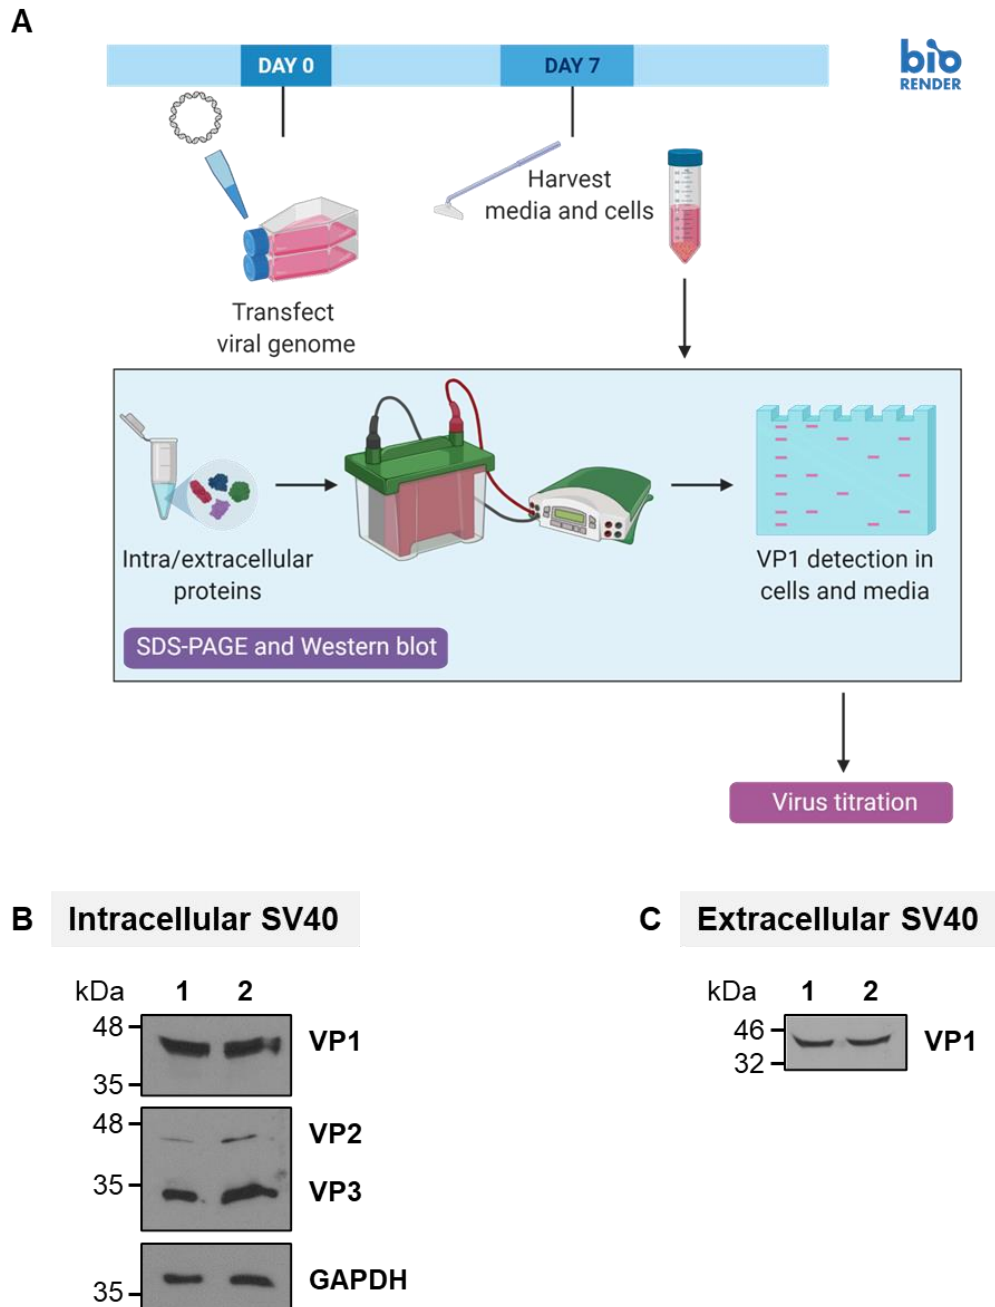 A
DAY 0
DAY 7
bio
RENDER
Harvest
media and cells
Transfect
viral genome
Intra/extracellular
proteins
VP1 detection in
cells and media
SDS-PAGE and Western blot
Virus titration
B Intracellular SV40
kDa 1 2
48
VP1
35
48
VP2
35
VP3
GAPDH
35
C Extracellular SV40
kDa 1 2
46
VP1
32